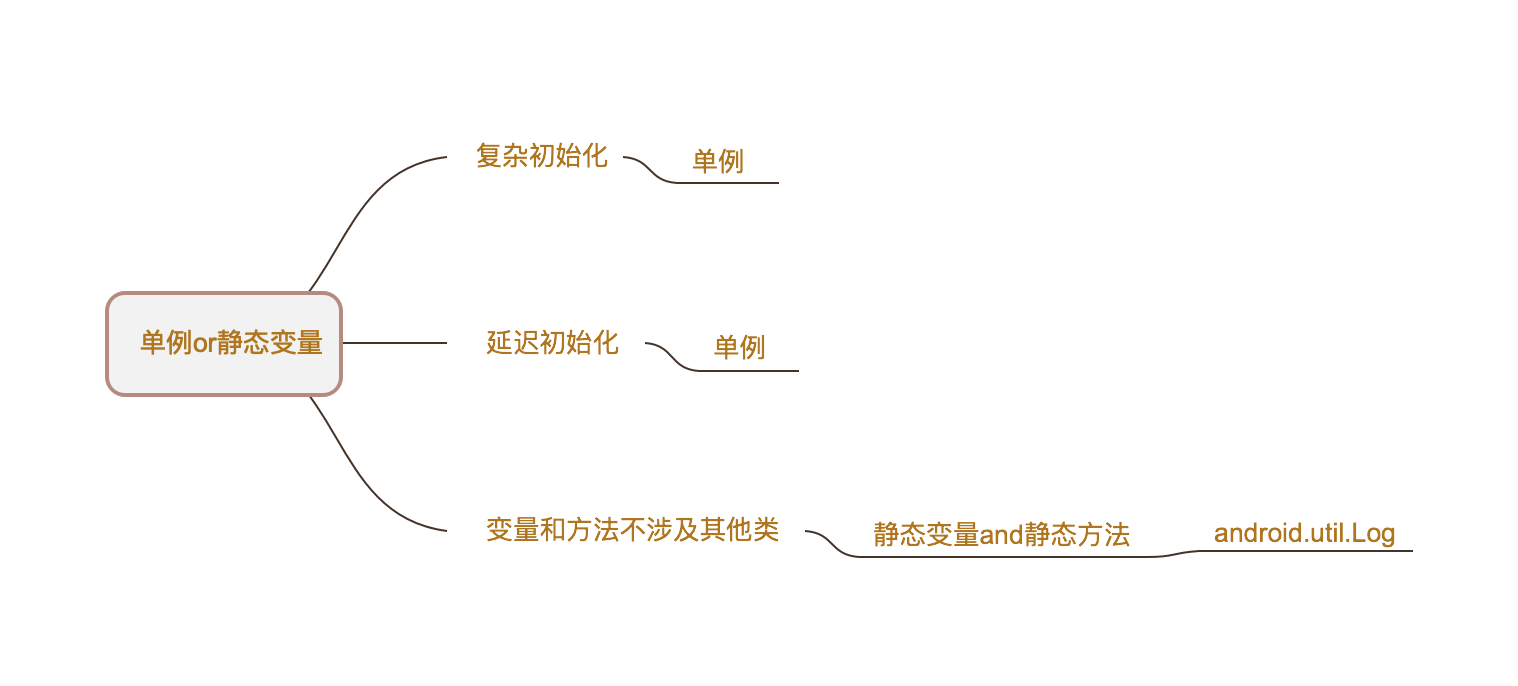 单例or静态变量
复杂初始化
单例
延迟初始化
单例
变量和方法不涉及其他类
静态变量and静态方法
android.util.Log